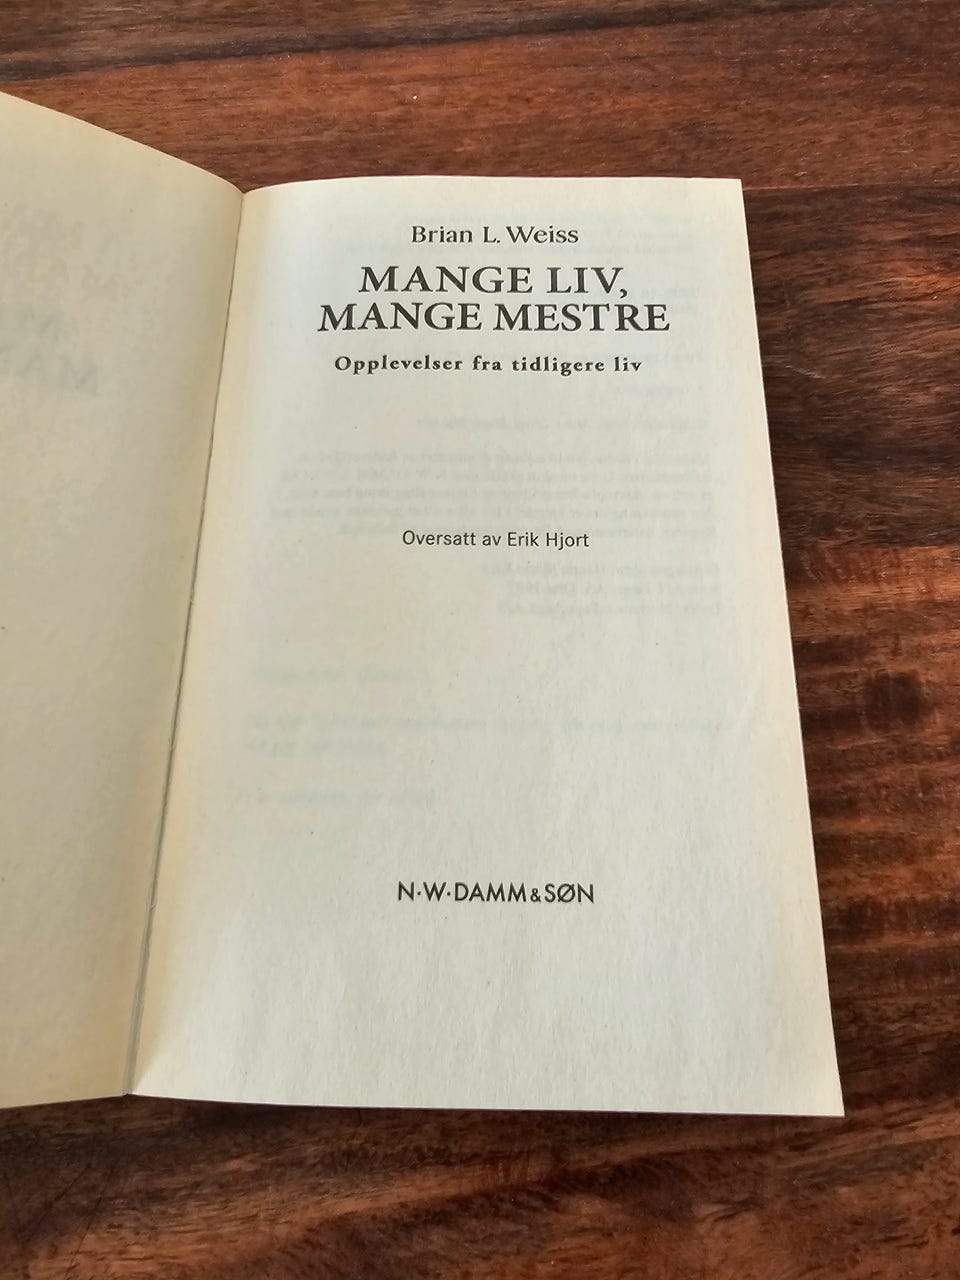 Brian L. Weiss
MANGE LIV,
MANGE MESTRE
Opplevelser fra tidligere liv
Oversatt av Erik Hjort
N·W·DAMM & SØN